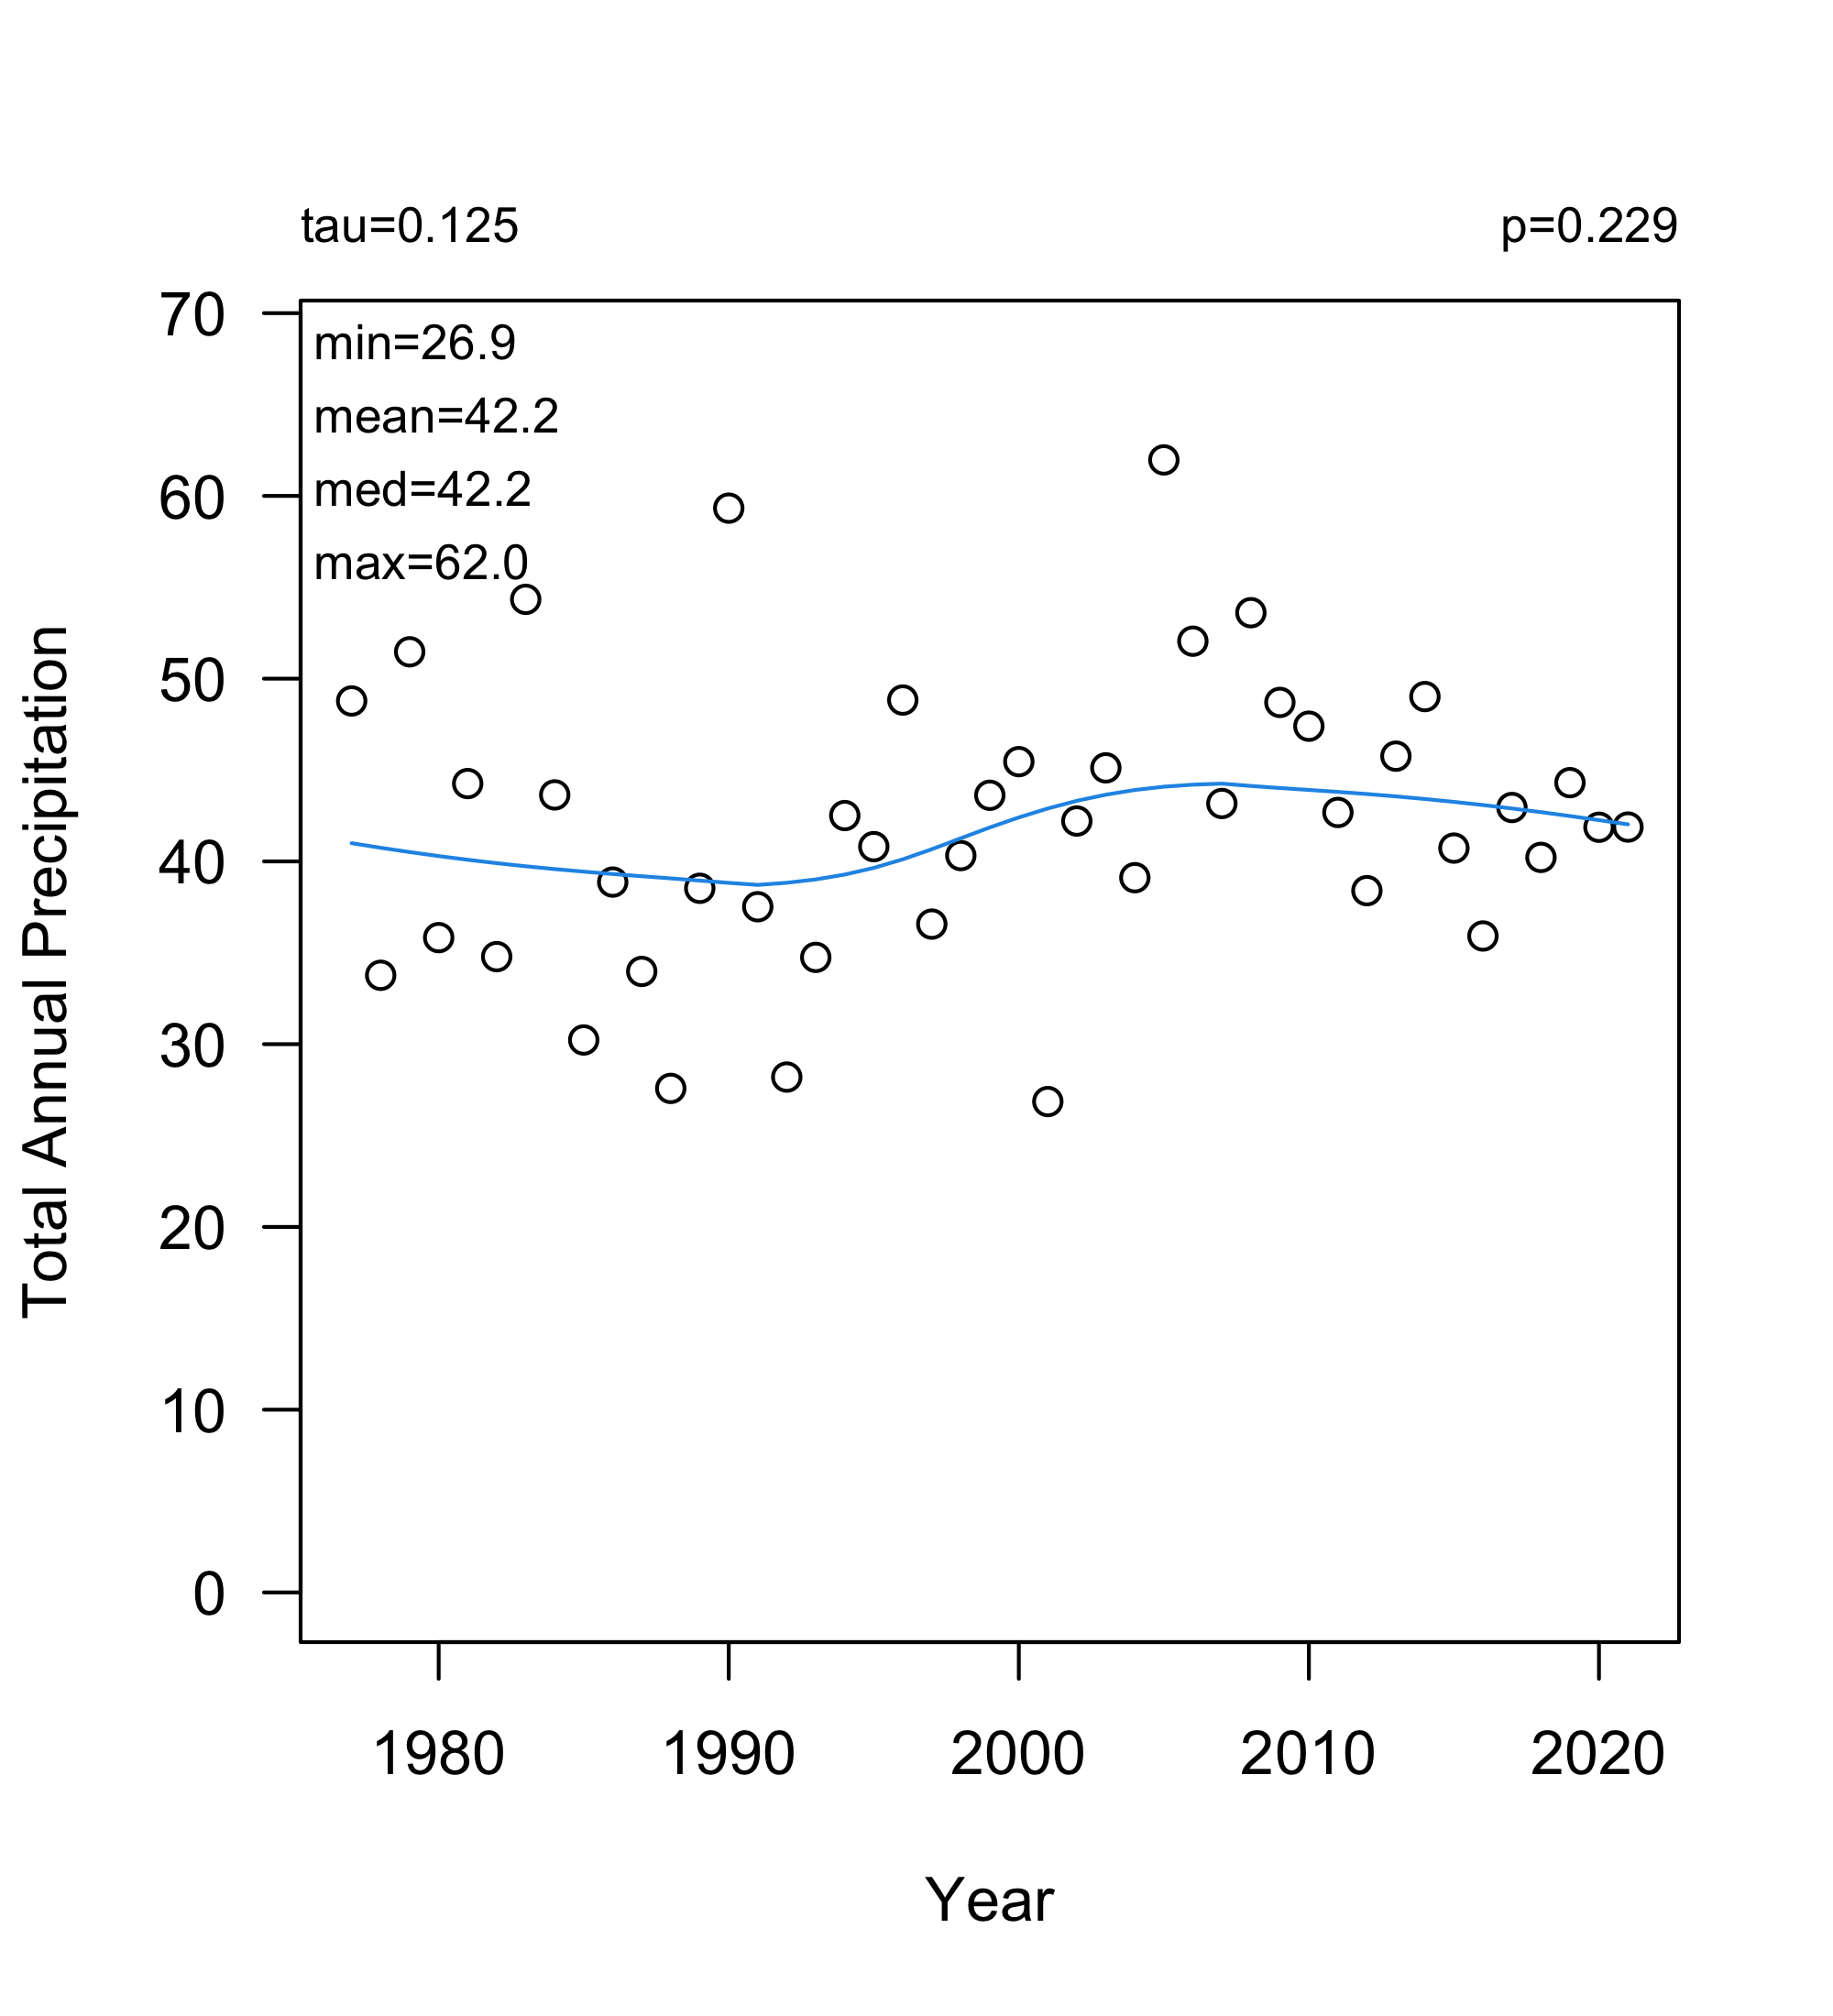 tau=0.125
p=0.229
min=26.9
mean=42.2
med=42.2
max=62.0
70
60
50
40
30
20
10
0
Total Annual Precipitation
1980
1990
2000
2010
2020
Year